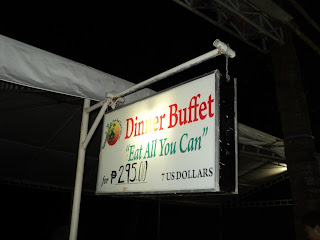 Dinner Buffet
"Eat All You Can"
for ₱295.00 7 US DOLLARS